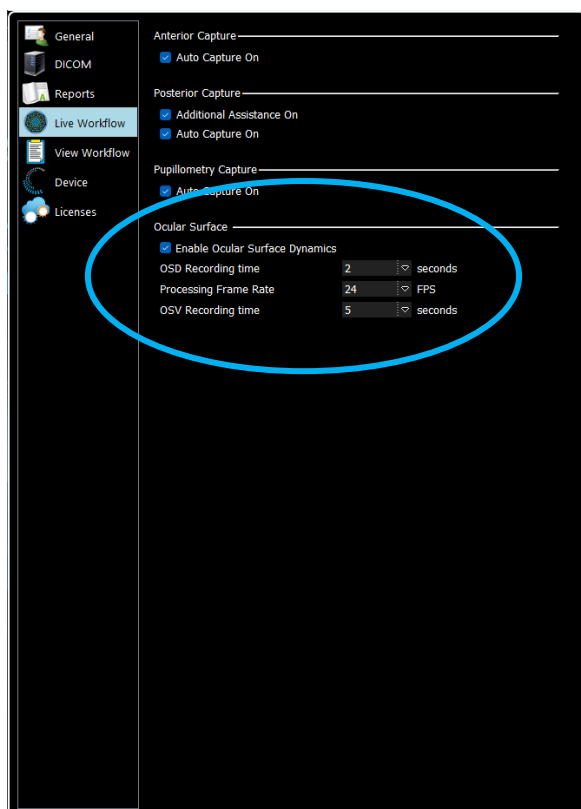 General
DICOM
Reports
Live Workflow
View Workflow
Device
Licenses
Anterior Capture
Auto Capture On
Posterior Capture
Additional Assistance On
Auto Capture On
Pupillometry Capture
Auto Capture On
Ocular Surface
Enable Ocular Surface Dynamics
OSD Recording time 2 seconds
Processing Frame Rate 24 FPS
OSV Recording time 5 seconds